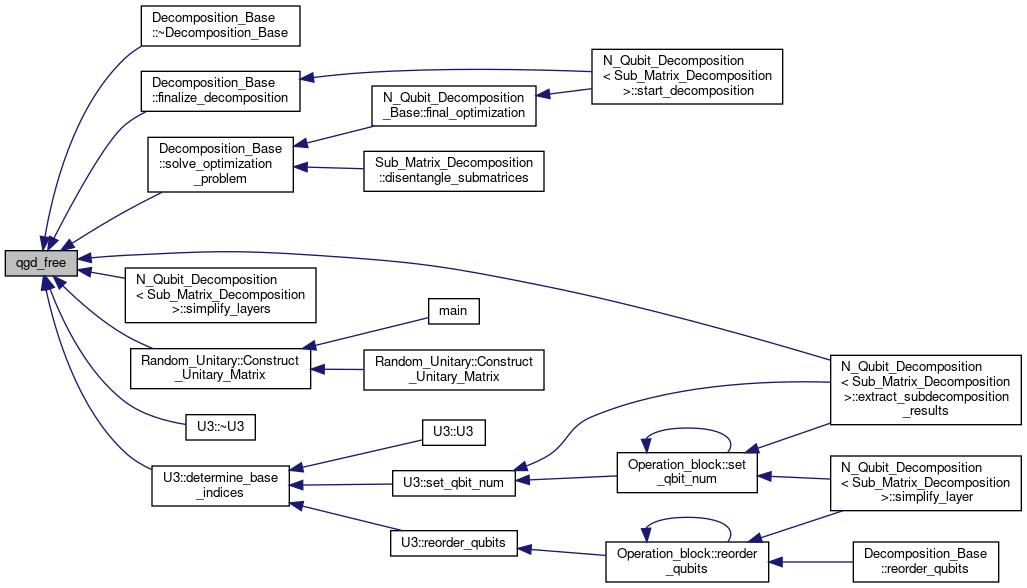 Decomposition_Base
::~Decomposition_Base
Decomposition_Base
::finalize_decomposition
N_Qubit_Decomposition
< Sub_Matrix_Decomposition
>::start_decomposition
N_Qubit_Decomposition
_Base::final_optimization
Decomposition_Base
::solve_optimization
_problem
Sub_Matrix_Decomposition
::disentangle_submatrices
qgd_free
N_Qubit_Decomposition
< Sub_Matrix_Decomposition
>::simplify_layers
main
Random_Unitary::Construct
_Unitary_Matrix
Random_Unitary::Construct
_Unitary_Matrix
N_Qubit_Decomposition
< Sub_Matrix_Decomposition
>::extract_subdecomposition
_results
U3::~U3
U3::U3
U3::determine_base
_indices
U3::set_qbit_num
Operation_block::set
_qbit_num
N_Qubit_Decomposition
< Sub_Matrix_Decomposition
>::simplify_layer
U3::reorder_qubits
Operation_block::reorder
_qubits
Decomposition_Base
::reorder_qubits